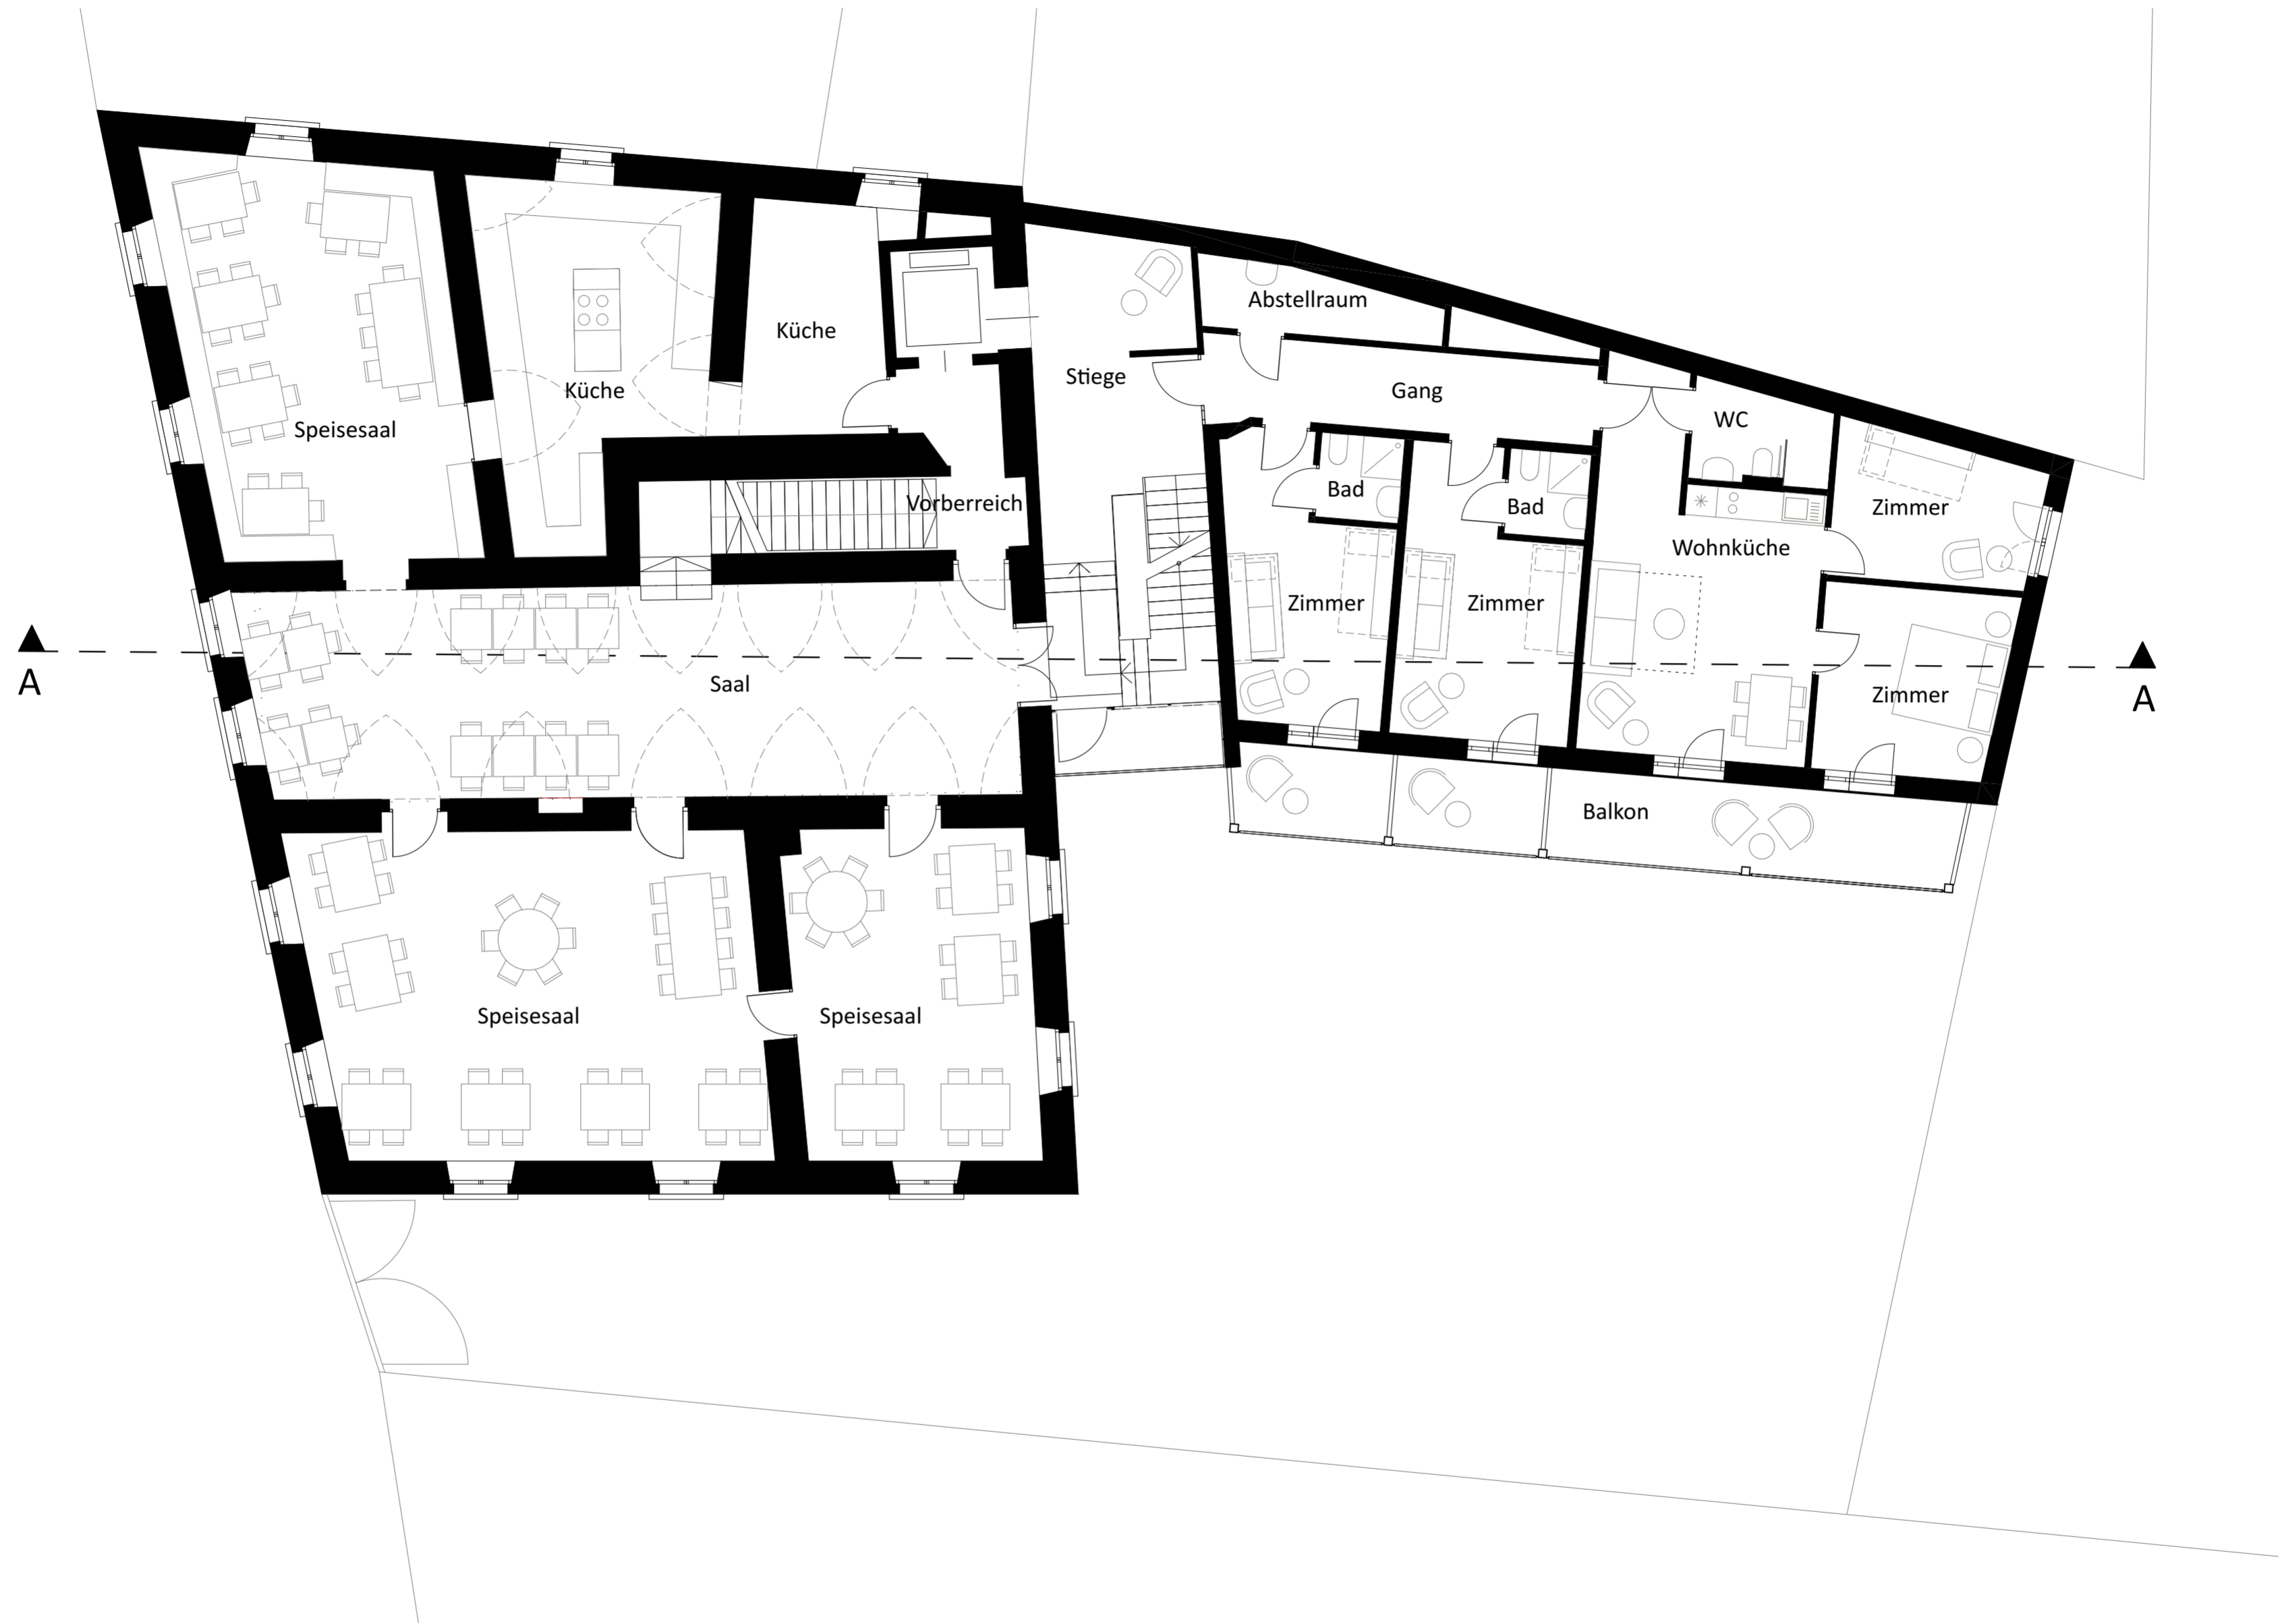 Abstellraum
Küche
Stiege
Küche
Gang
WC
Speisesaal
Bad
Vorberreich
Bad
Zimmer
Wohnküche
Zimmer
Zimmer
Saal
A
A
Zimmer
Balkon
Speisesaal
Speisesaal